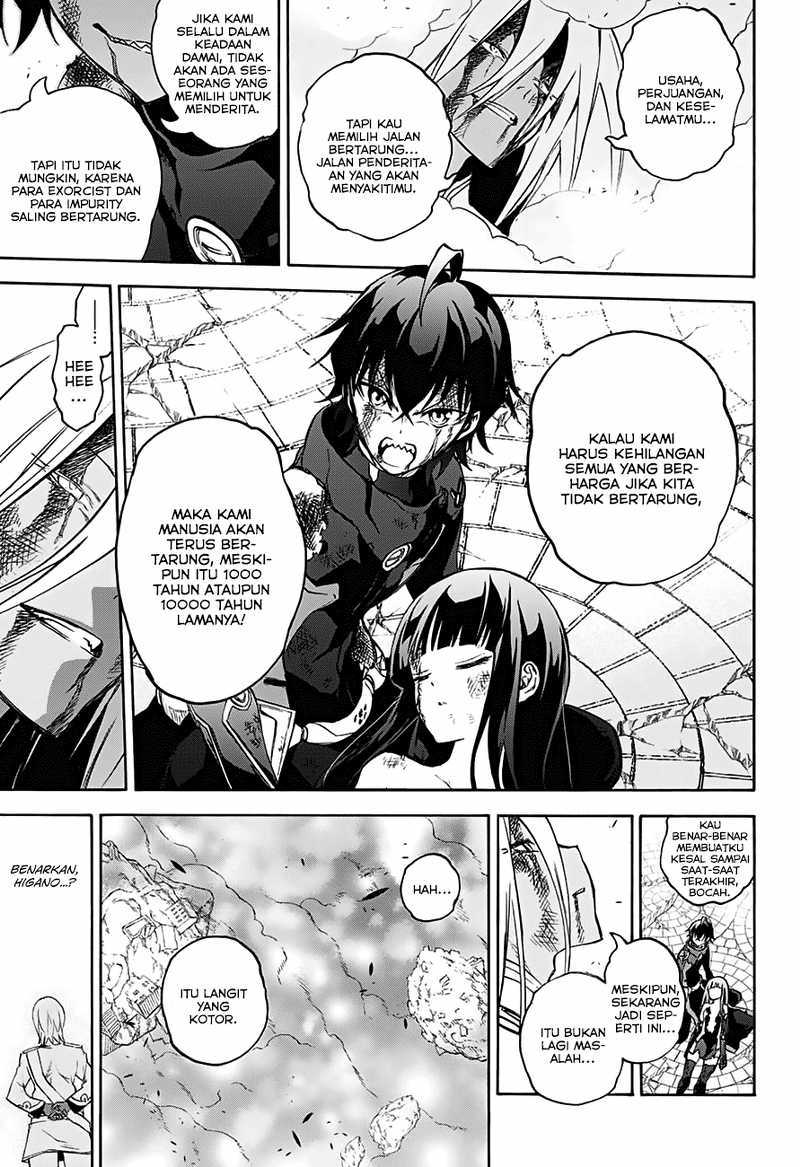 USAHA,
PERJUANGAN,
DAN KESE-
LAMATMU...
TAPI KAU
MEMILIH JALAN
BERTARUNG...
JALAN PENDERITA-
AN YANG AKAN
MENYAKITIMU.
JIKA KAMI
SELALU DALAM
KEADAAN
DAMAI, TIDAK
AKAN ADA SES-
EORANG YANG
MEMILIH UNTUK
MENDERITA.
TAPI ITU TIDAK
MUNGKIN, KARENA
PARA EXORCIST DAN
PARA IMPURITY
SALING BERTARUNG.
KALAU KAMI
HARUS KEHILANGAN
SEMUA YANG BER-
HARGA JIKA KITA
TIDAK BERTARUNG,
MAKA KAMI
MANUSIA AKAN
TERUS BER-
TARUNG, MESKI-
PUN ITU 1000
TAHUN ATAUPUN
10000 TAHUN
LAMANYA!
.........
HEE
HEE
...
KAU
BENAR-BENAR
MEMBUATKU
KESAL SAMPAI
SAAT-SAAT
TERAKHIR,
BOCAH.
MESKIPUN,
SEKARANG
JADI SEP-
ERTI INI...
ITU BUKAN
LAGI MAS-
ALAH...
HAH...
ITU LANGIT
YANG
KOTOR.
BENARKAN,
HIGANO...?